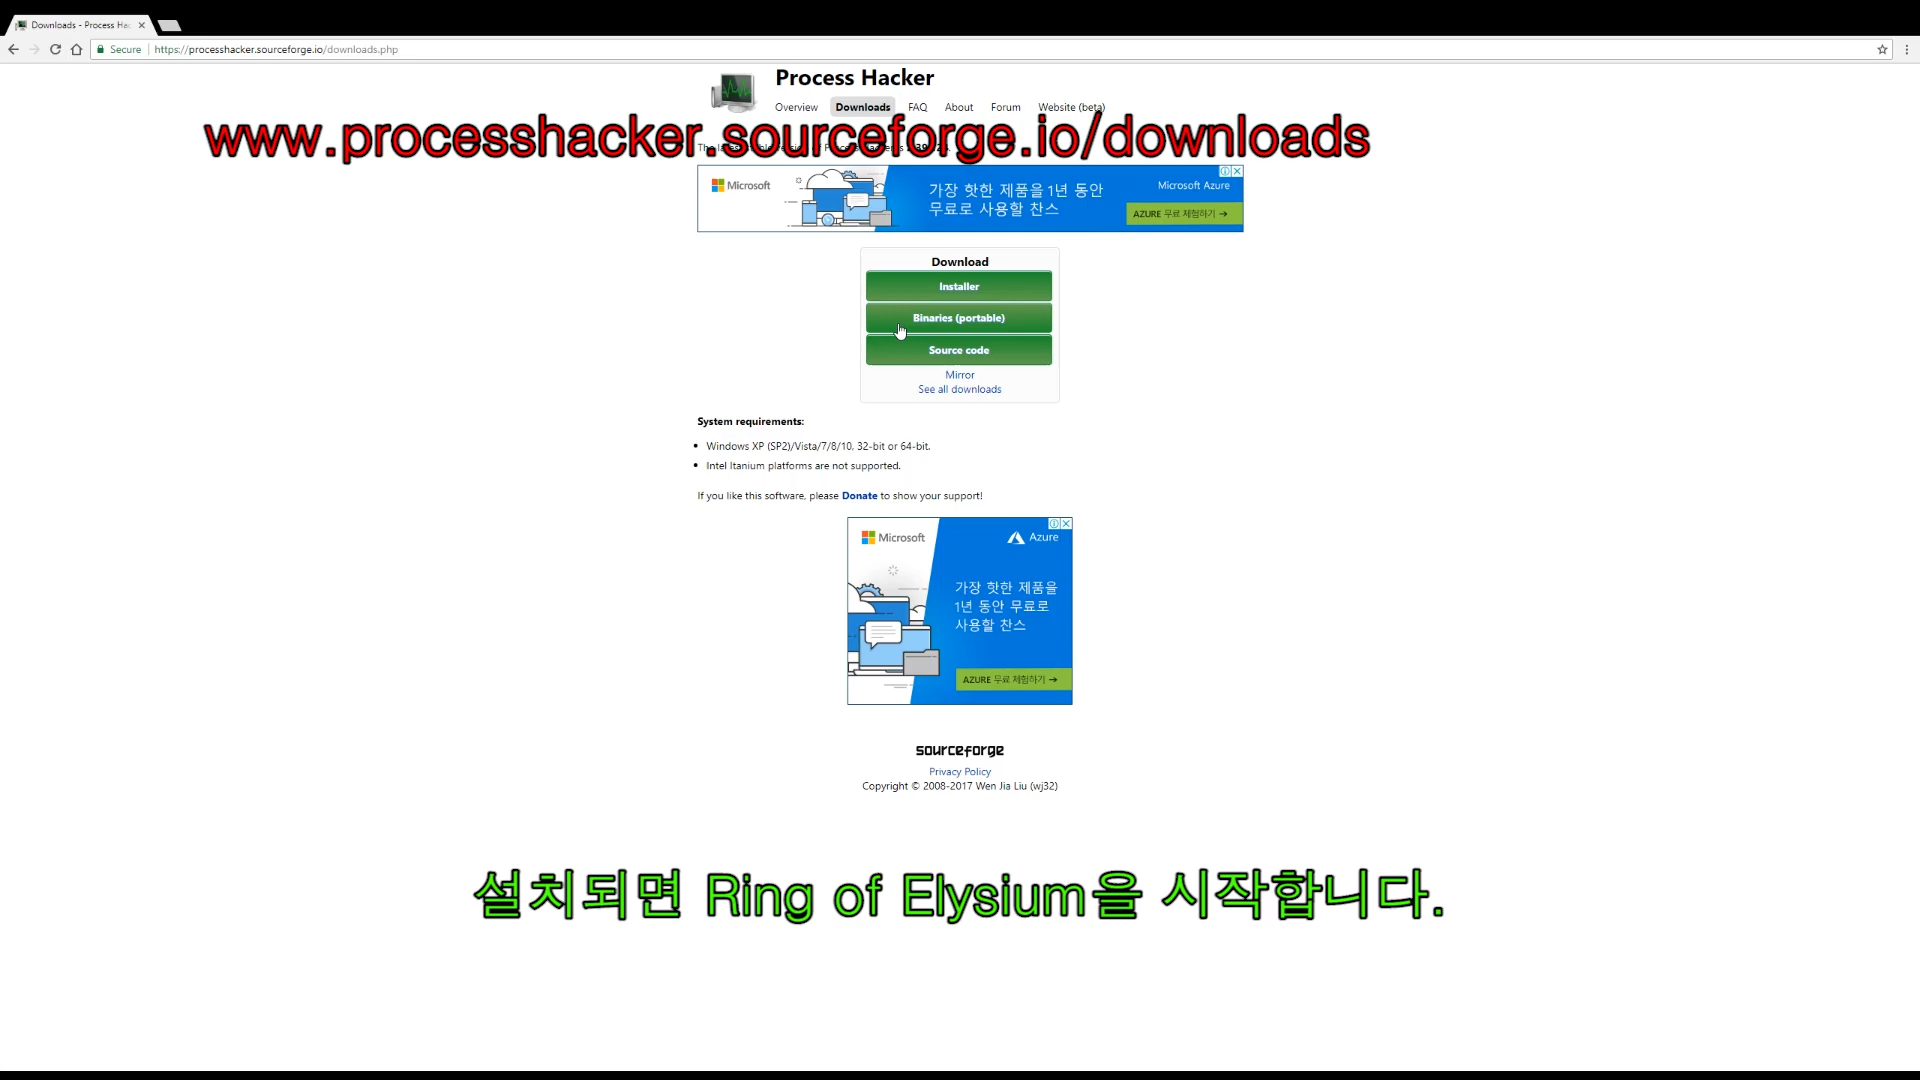 Downloads - Process Hac
Secure
https://processhacker.sourceforge.io/downloads.php
Process Hacker
Overview Downloads FAQ About Forum Website (beta)
www.processhacker.sourceforge.io/downloads
Microsoft
가장 핫한 제품을 1년 동안
무료로 사용할 찬스
Microsoft Azure
AZURE 무료 체험하기 →
Download
Installer
Binaries (portable)
Source code
Mirror
See all downloads
System requirements:
Windows XP (SP2)/Vista/7/8/10, 32-bit or 64-bit.
Intel Itanium platforms are not supported.
If you like this software, please Donate to show your support!
Microsoft
Azure
가장 핫한 제품을
1년 동안 무료로
사용할 찬스
AZURE 무료 체험하기 →
sourceforge
Privacy Policy
Copyright © 2008-2017 Wen Jia Liu (wj32)
설치되면 Ring of Elysium을 시작합니다.